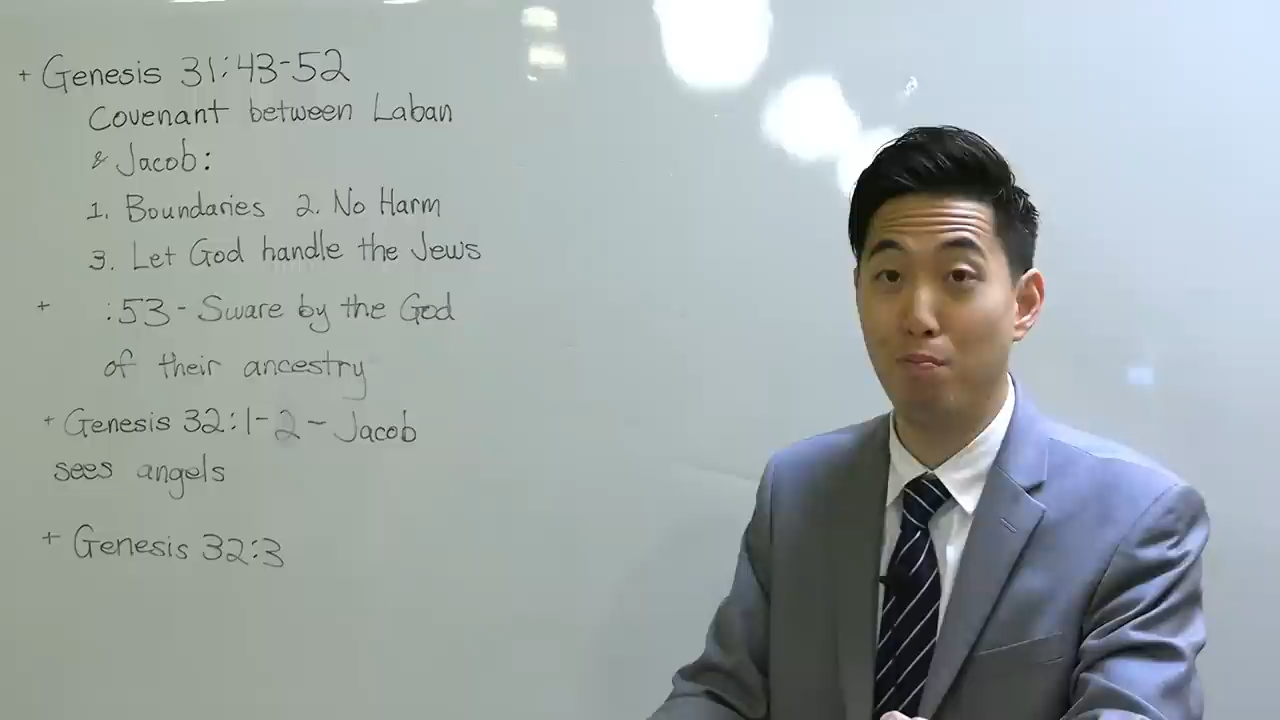 + Genesis 31:43-52
Covenant between Laban
& Jacob:
1. Boundaries 2. No Harm
3. Let God handle the Jews
+ :53 - Sware by the God
of their ancestry
+ Genesis 32:1-2 - Jacob
sees angels
+ Genesis 32:3